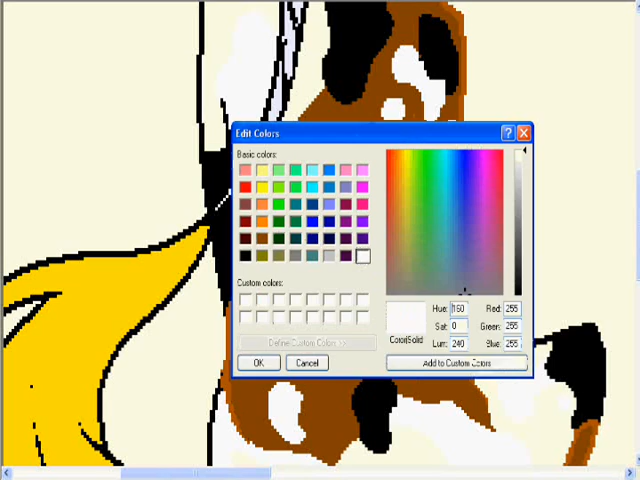 Edit Colors
Basic colors:
Custom colors:
Define Custom Colors >>
OK Cancel
Color|Solid
Hue: 160 Red: 255
Sat: 0 Green: 255
Lum: 240 Blue: 255
Add to Custom Colors